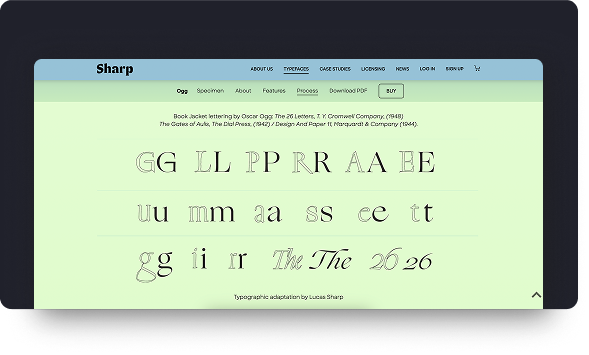 Sharp
ABOUT US TYPEFACES CASE STUDIES LICENSING NEWS LOG IN SIGN UP
Ogg Specimen About Features Process Download PDF BUY
Book Jacket lettering by Oscar Ogg: The 26 Letters, T. Y. Cromwell Company, (1948)
The Gates of Aulis, The Dial Press, (1942) / Design And Paper 11, Marquardt & Company (1944).
GG LL PP RR AA EE
uu mm aa ss ee tt
gg ii rr The The 26 26
Typographic adaptation by Lucas Sharp